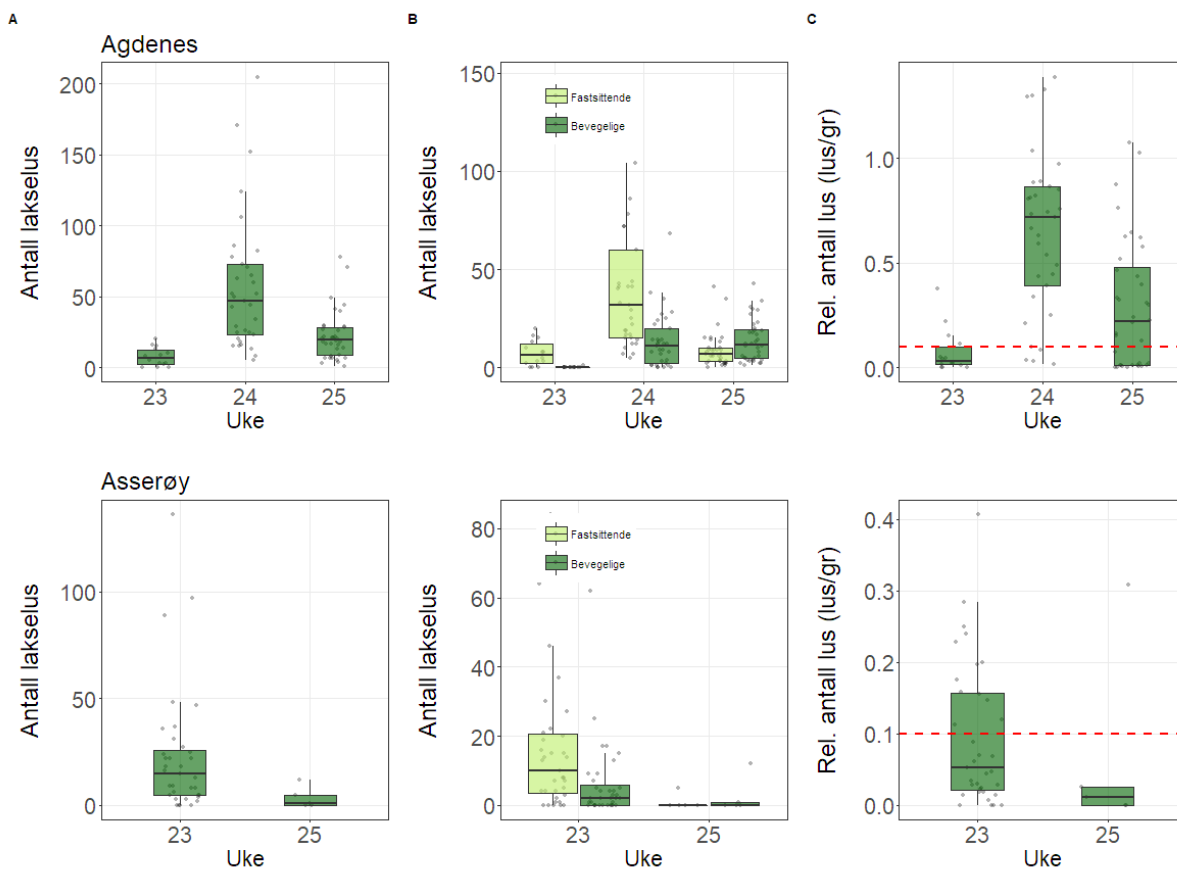 A
B
C
Agdenes
Antall lakselus
200
150
100
50
0
23
24
25
Uke
Antall lakselus
150
100
50
0
Fastsittende
Bevegelige
23
24
25
Uke
Rel. antall lus (lus/gr)
1.0
0.5
0.0
23
24
25
Uke
Asserøy
Antall lakselus
100
50
0
23
25
Uke
Antall lakselus
80
60
40
20
0
Fastsittende
Bevegelige
23
25
Uke
Rel. antall lus (lus/gr)
0.4
0.3
0.2
0.1
0.0
23
25
Uke